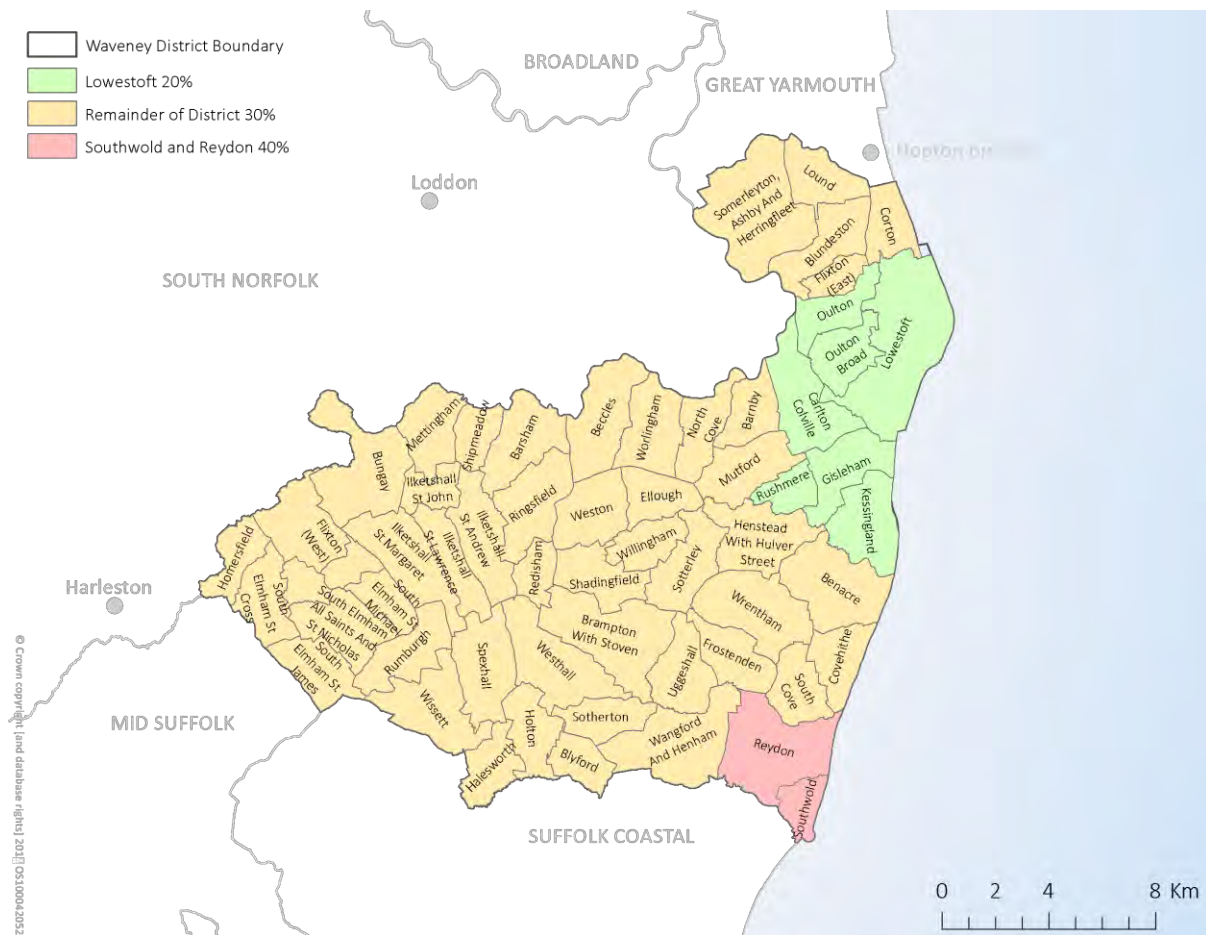 Waveney District Boundary
Lowestoft 20%
Remainder of District 30%
Southwold and Reydon 40%
BROADLAND
GREAT YARMOUTH
Loddon
SOUTH NORFOLK
Somerleyton,
Ashby And
Herringfleet
Lound
Blundeston
Corton
Flixton
(East)
Oulton
Oulton
Broad
Lowestoft
Carlton
Colville
Gisleham
Rushmere
Kessingland
Mettingham
Shipmeadow
Barsham
Beccles
Worlingham
North
Cove
Barnby
Mutford
Bungay
Ilketshall
St John
Ringsfield
Weston
Ellough
Henstead
With Hulver
Street
Willingham
Sotterley
Shadingfield
Redisham
Ilketshall
St Andrew
Ilketshall
St Lawrence
Ilketshall
St Margaret
Flixton
(West)
Homersfield
Harleston
South
Elmham St
Cross
South Elmham
All Saints And
St Nicholas
South
Elmham St
Michael
South
Elmham St
James
Rumburgh
Spexhall
Westhall
Brampton
With Stoven
Wrentham
Benacre
Covehithe
Frostenden
Uggeshall
South
Cove
Wissett
Holton
Sotherton
Wangford
And Henham
Halesworth
Blyford
Reydon
Southwold
MID SUFFOLK
SUFFOLK COASTAL
0 2 4 8 Km
© Crown copyright [and database rights] OS100042052